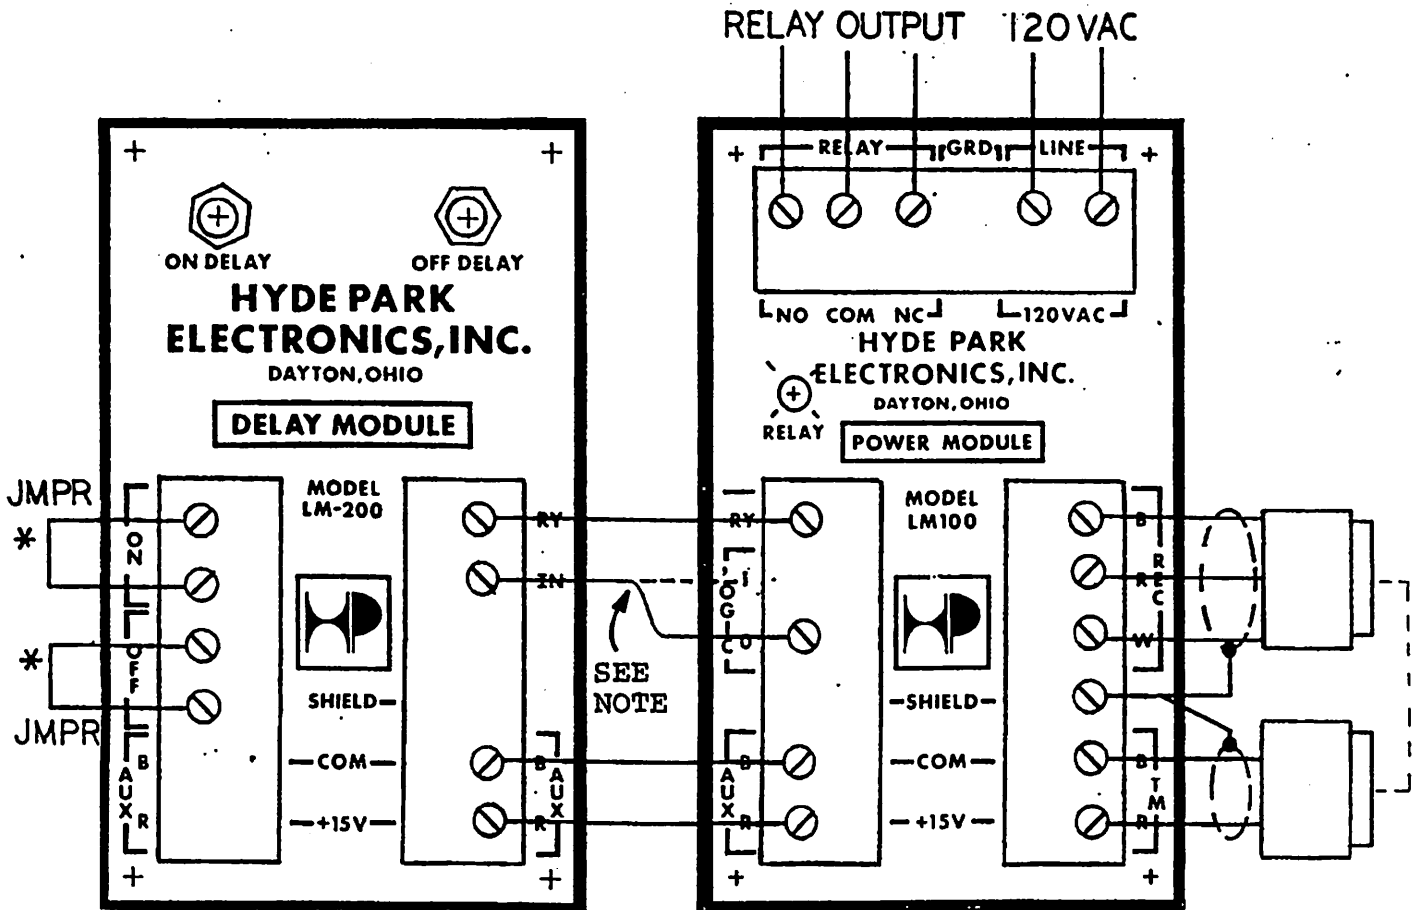 RELAY OUTPUT 120 VAC
RELAY GRD LINE
NO COM NC 120VAC
HYDE PARK
ELECTRONICS, INC.
DAYTON, OHIO
RELAY
POWER MODULE
MODEL
LM100
RY
LOGIC
I
O
SHIELD
COM
+15V
AUX
B
R
REC
B
R
W
TM
B
R
ON DELAY
OFF DELAY
HYDE PARK
ELECTRONICS, INC.
DAYTON, OHIO
DELAY MODULE
MODEL
LM-200
JMPR
*
ON
*
OFF
JMPR
AUX
B
R
SHIELD
COM
+15V
RY
IN
B
R
AUX
SEE
NOTE